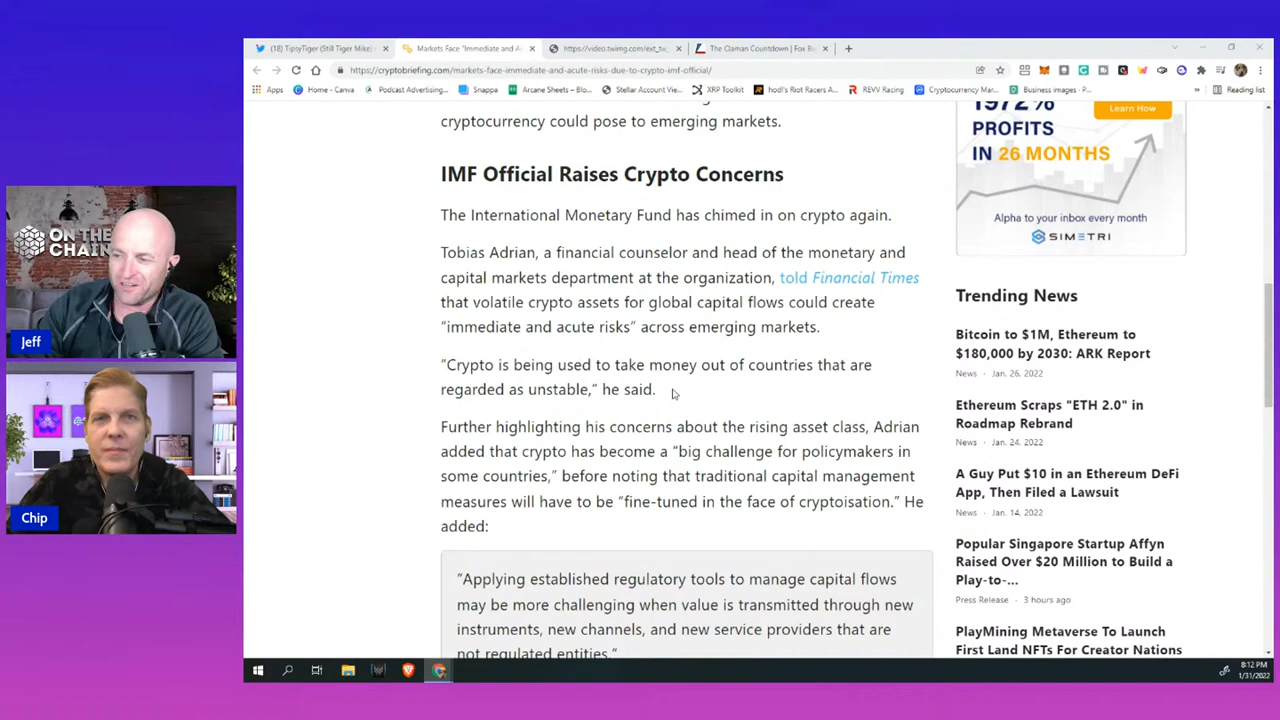 (18) TipsyTiger (Still Tiger Mike)
Markets Face "Immediate and Ac
https://video.twimg.com/ext_tw
The Claman Countdown | Fox Bu
https://cryptobriefing.com/markets-face-immediate-and-acute-risks-due-to-crypto-imf-official/
Apps
Home - Canva
Podcast Advertising...
Snappa
Arcane Sheets – Blo...
Stellar Account Vie...
XRP Toolkit
hodl's Riot Racers A...
REVV Racing
Cryptocurrency Mar...
Business images - P...
»
Reading list
cryptocurrency could pose to emerging markets.
IMF Official Raises Crypto Concerns
The International Monetary Fund has chimed in on crypto again.
Tobias Adrian, a financial counselor and head of the monetary and
capital markets department at the organization, told Financial Times
that volatile crypto assets for global capital flows could create
“immediate and acute risks” across emerging markets.
“Crypto is being used to take money out of countries that are
regarded as unstable,” he said.
Further highlighting his concerns about the rising asset class, Adrian
added that crypto has become a “big challenge for policymakers in
some countries,” before noting that traditional capital management
measures will have to be “fine-tuned in the face of cryptoisation.” He
added:
“Applying established regulatory tools to manage capital flows
may be more challenging when value is transmitted through new
instruments, new channels, and new service providers that are
not regulated entities.”
1972%
PROFITS
IN 26 MONTHS
Learn How
Alpha to your inbox every month
SIMETRI
Trending News
Bitcoin to $1M, Ethereum to
$180,000 by 2030: ARK Report
News · Jan. 26, 2022
Ethereum Scraps "ETH 2.0" in
Roadmap Rebrand
News · Jan. 24, 2022
A Guy Put $10 in an Ethereum DeFi
App, Then Filed a Lawsuit
News · Jan. 14, 2022
Popular Singapore Startup Affyn
Raised Over $20 Million to Build a
Play-to-...
Press Release · 3 hours ago
PlayMining Metaverse To Launch
First Land NFTs For Creator Nations
ON THE
CHAIN
Jeff
Chip
8:12 PM
1/31/2022